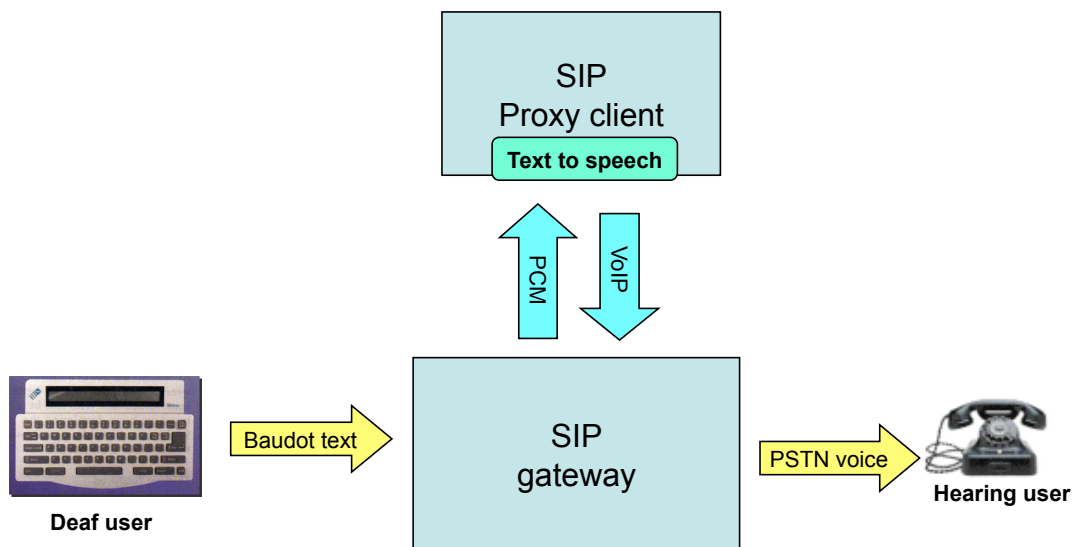 SIP
Proxy client
Text to speech
PCM
VoIP
Baudot text
SIP
gateway
PSTN voice
Deaf user
Hearing user